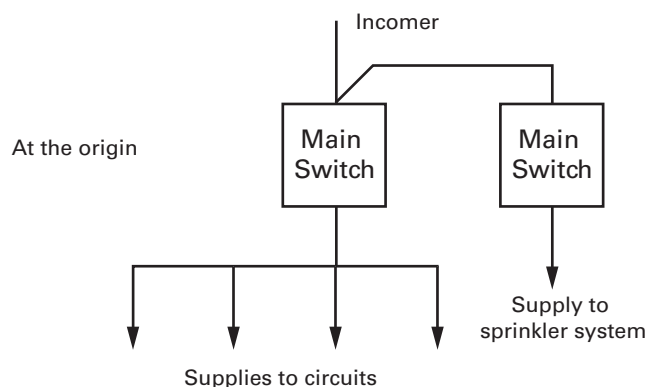 Incomer
At the origin
Main
Switch
Main
Switch
Supply to
sprinkler system
Supplies to circuits